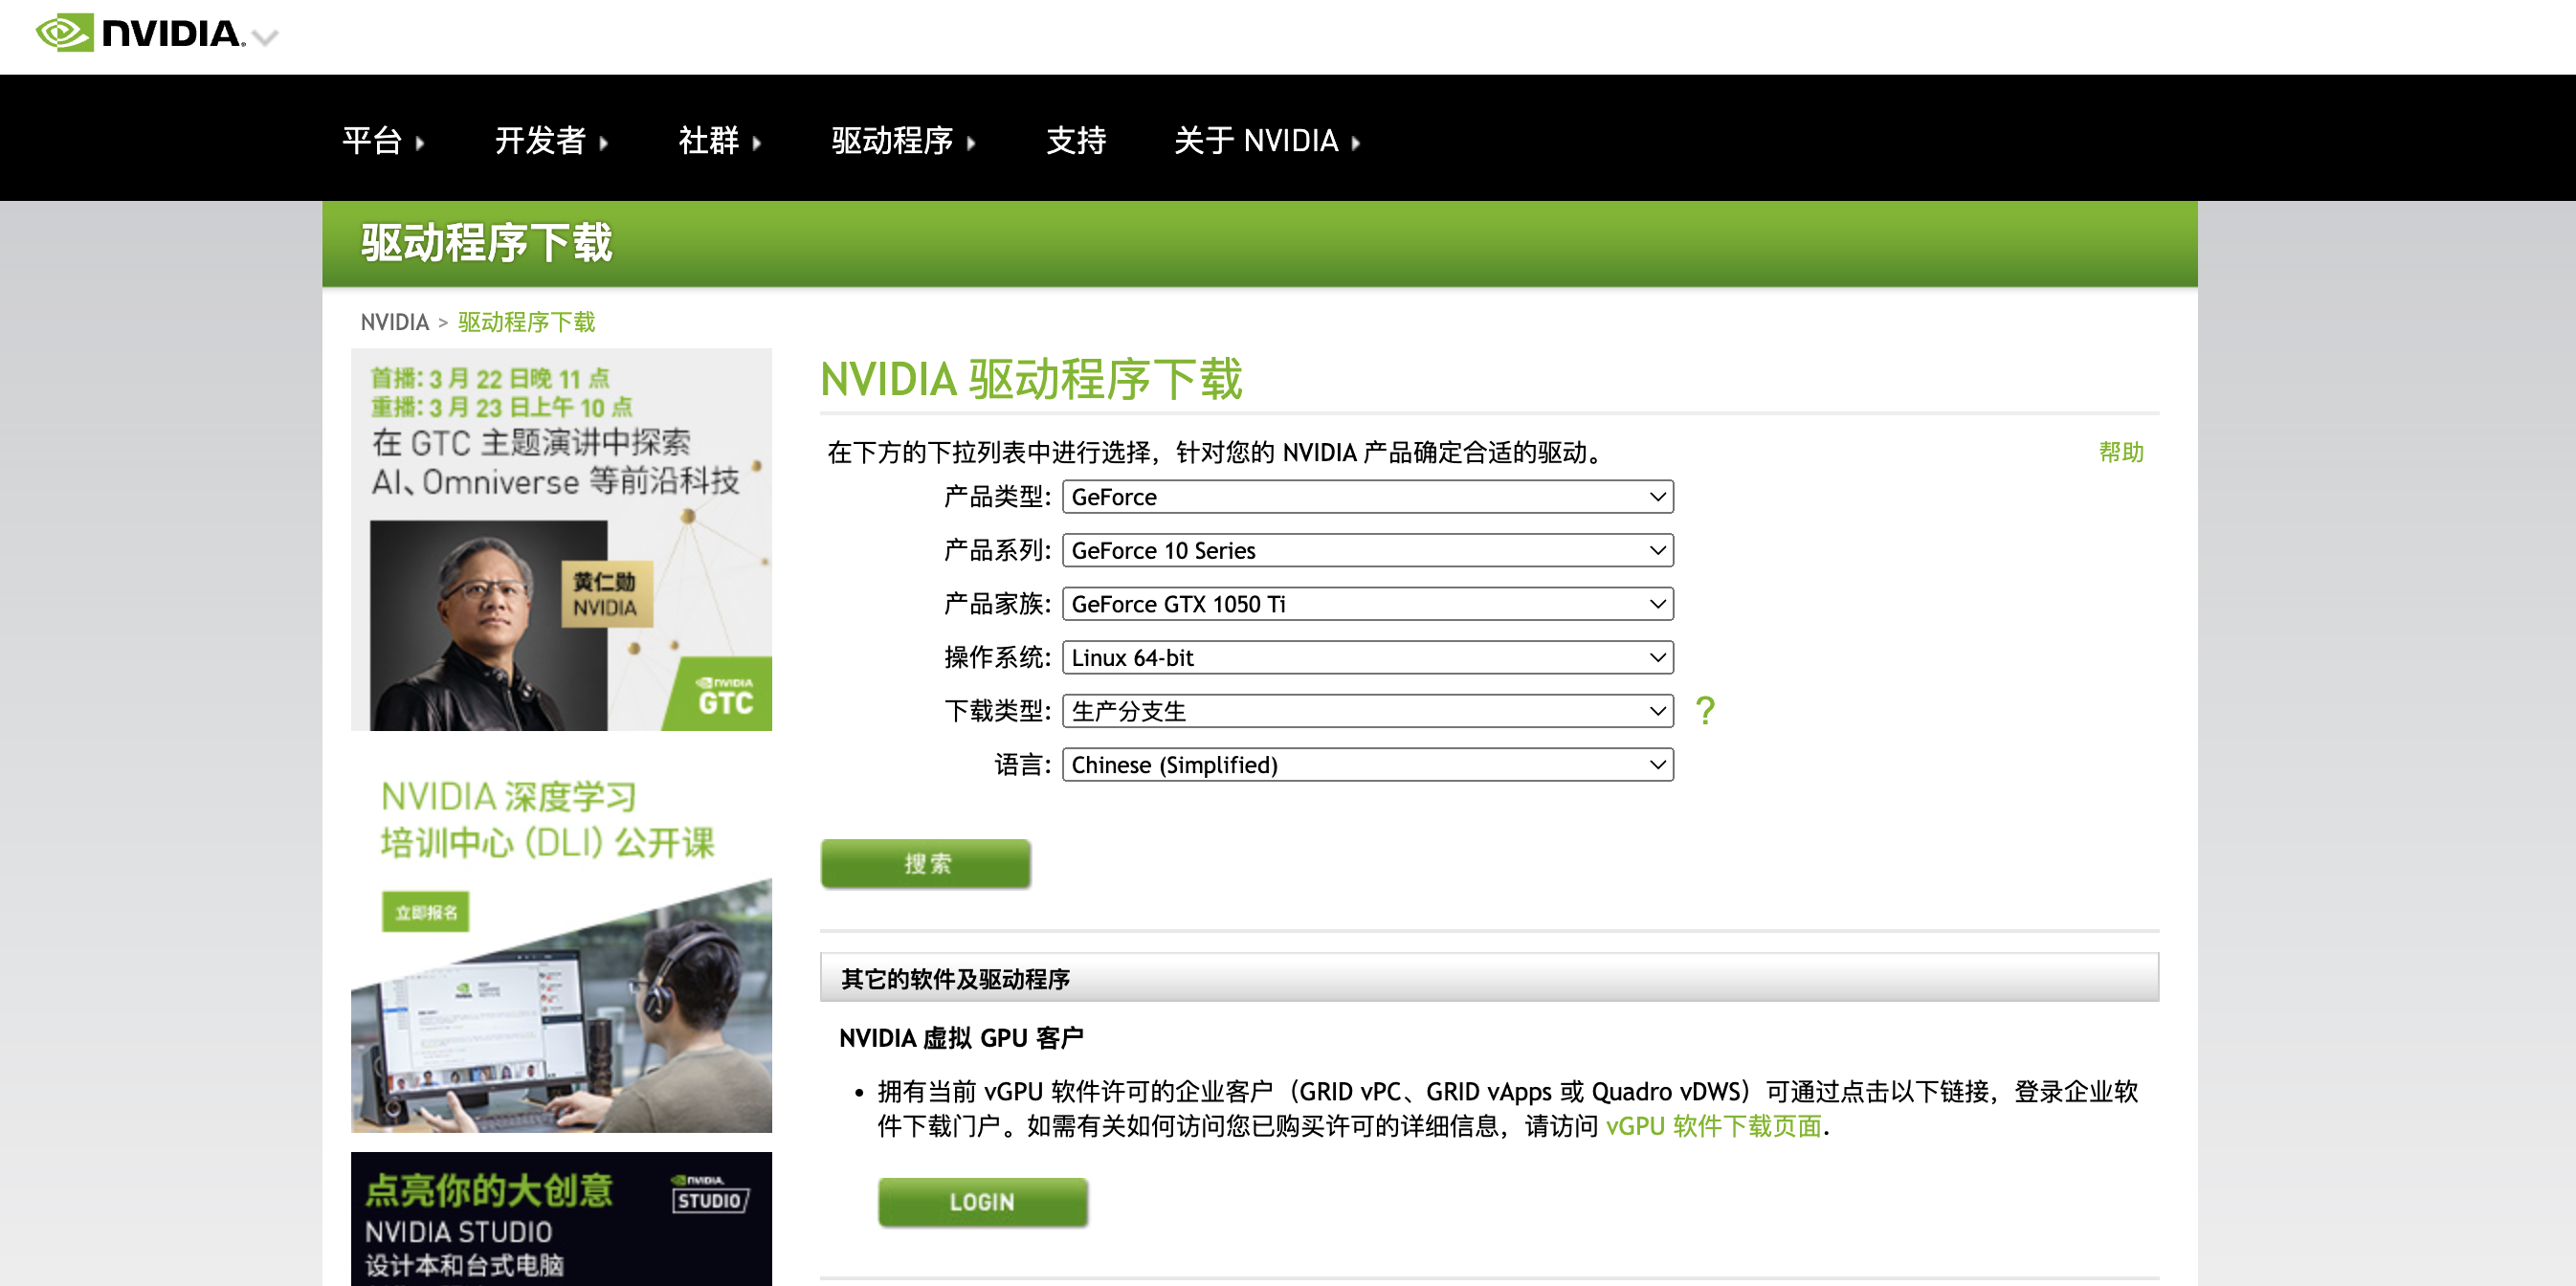 NVIDIA.
平台
开发者
社群
驱动程序
支持
关于 NVIDIA
驱动程序下载
NVIDIA > 驱动程序下载
首播: 3 月 22 日晚 11 点
重播: 3 月 23 日上午 10 点
在 GTC 主题演讲中探索
AI、Omniverse 等前沿科技
黄仁勋
NVIDIA
NVIDIA
GTC
NVIDIA 深度学习
培训中心 (DLI) 公开课
立即报名
点亮你的大创意
NVIDIA STUDIO
设计本和台式电脑
NVIDIA.
STUDIO
NVIDIA 驱动程序下载
在下方的下拉列表中进行选择，针对您的 NVIDIA 产品确定合适的驱动。
帮助
产品类型: GeForce
产品系列: GeForce 10 Series
产品家族: GeForce GTX 1050 Ti
操作系统: Linux 64-bit
下载类型: 生产分支生 ?
语言: Chinese (Simplified)
搜索
其它的软件及驱动程序
NVIDIA 虚拟 GPU 客户
• 拥有当前 vGPU 软件许可的企业客户（GRID vPC、GRID vApps 或 Quadro vDWS）可通过点击以下链接，登录企业软
件下载门户。如需有关如何访问您已购买许可的详细信息，请访问 vGPU 软件下载页面.
LOGIN